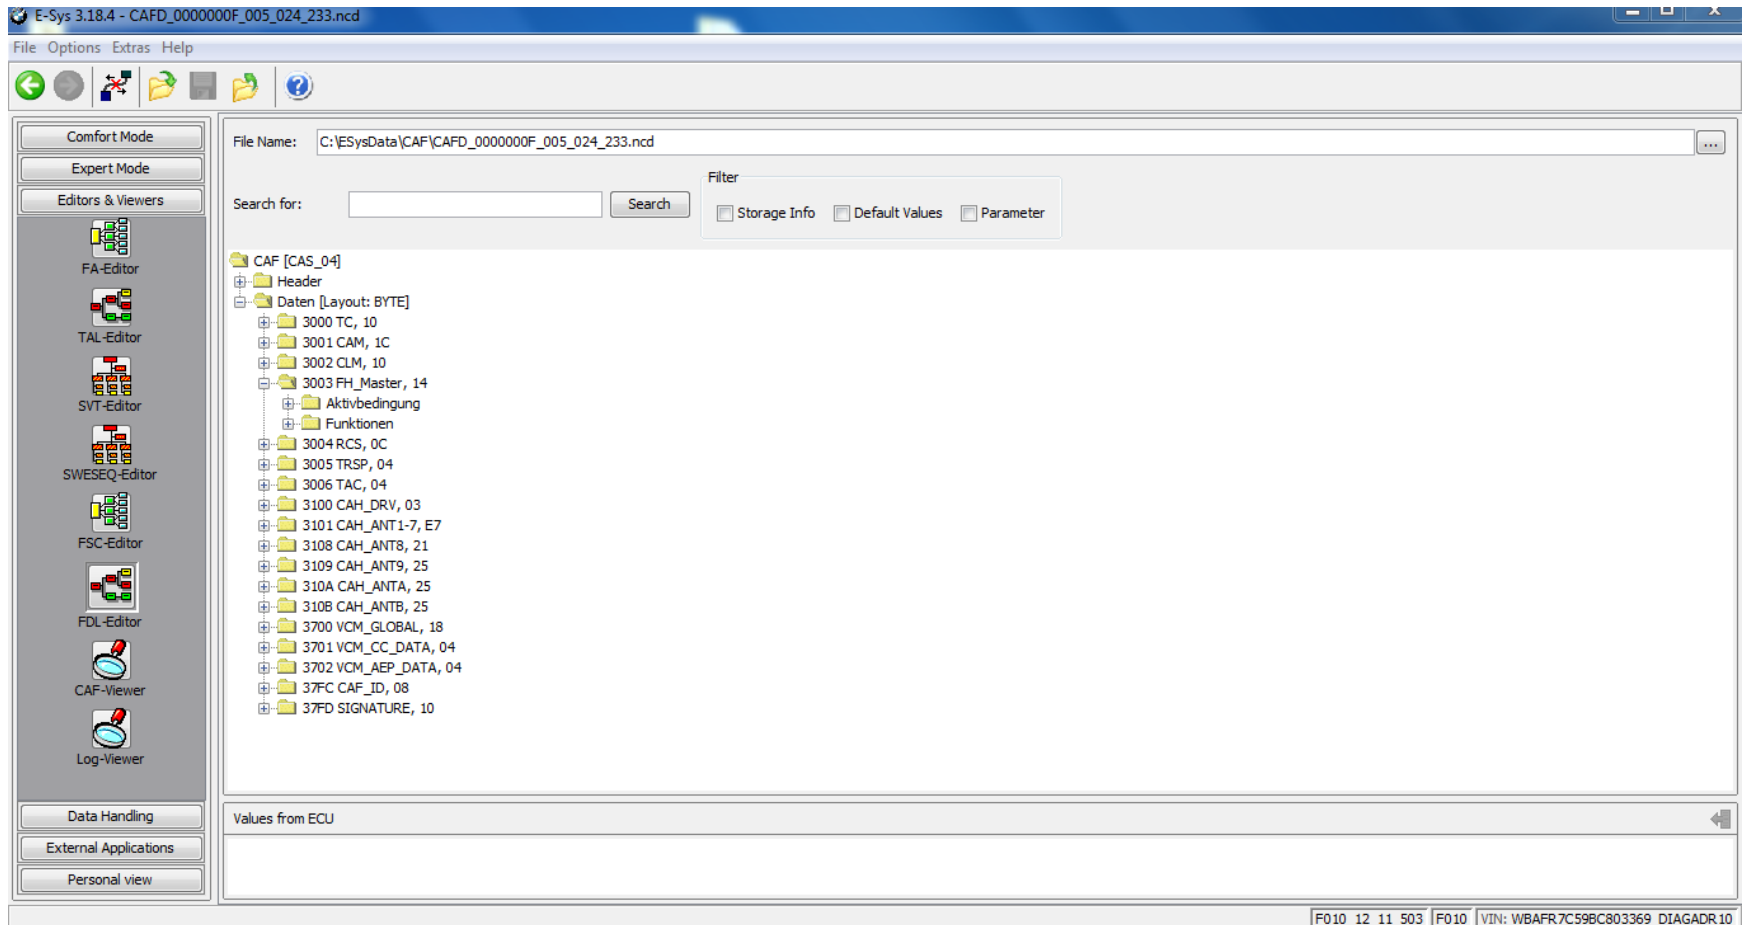 E-Sys 3.18.4 - CAFD_0000000F_005_024_233.ncd
File Options Extras Help
Comfort Mode
Expert Mode
Editors & Viewers
FA-Editor
TAL-Editor
SVT-Editor
SWESEQ-Editor
FSC-Editor
FDL-Editor
CAF-Viewer
Log-Viewer
Data Handling
External Applications
Personal view
File Name: C:\ESysData\CAF\CAFD_0000000F_005_024_233.ncd ...
Search for: Search
Filter
Storage Info Default Values Parameter
CAF [CAS_04]
Header
Daten [Layout: BYTE]
3000 TC, 10
3001 CAM, 1C
3002 CLM, 10
3003 FH_Master, 14
Aktivbedingung
Funktionen
3004 RCS, 0C
3005 TRSP, 04
3006 TAC, 04
3100 CAH_DRV, 03
3101 CAH_ANT1-7, E7
3108 CAH_ANT8, 21
3109 CAH_ANT9, 25
310A CAH_ANTA, 25
310B CAH_ANTB, 25
3700 VCM_GLOBAL, 18
3701 VCM_CC_DATA, 04
3702 VCM_AEP_DATA, 04
37FC CAF_ID, 08
37FD SIGNATURE, 10
Values from ECU
F010_12_11_503 F010 VIN: WBAFR7C59BC803369_DIAGADR10